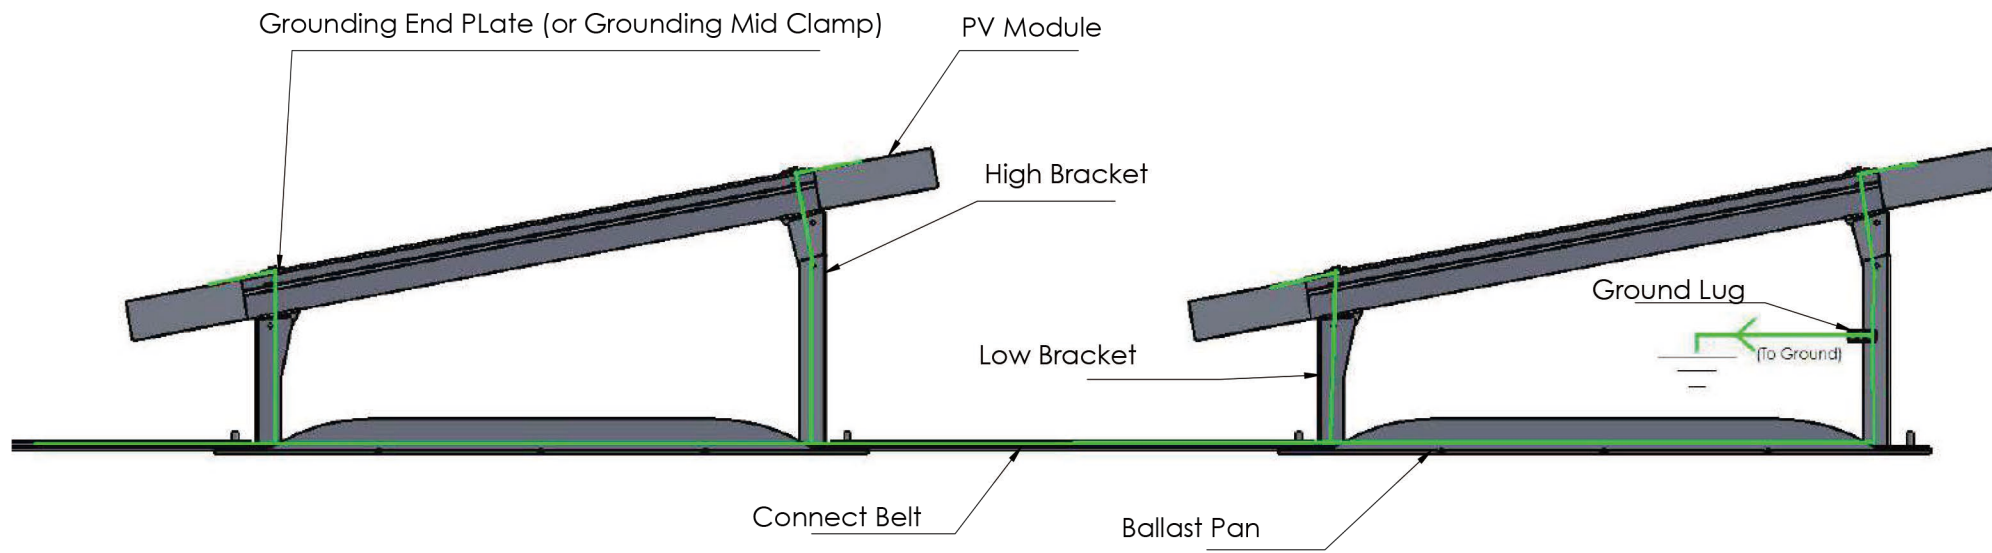 Grounding End PLate (or Grounding Mid Clamp)
PV Module
High Bracket
Ground Lug
Low Bracket
(To Ground)
Connect Belt
Ballast Pan